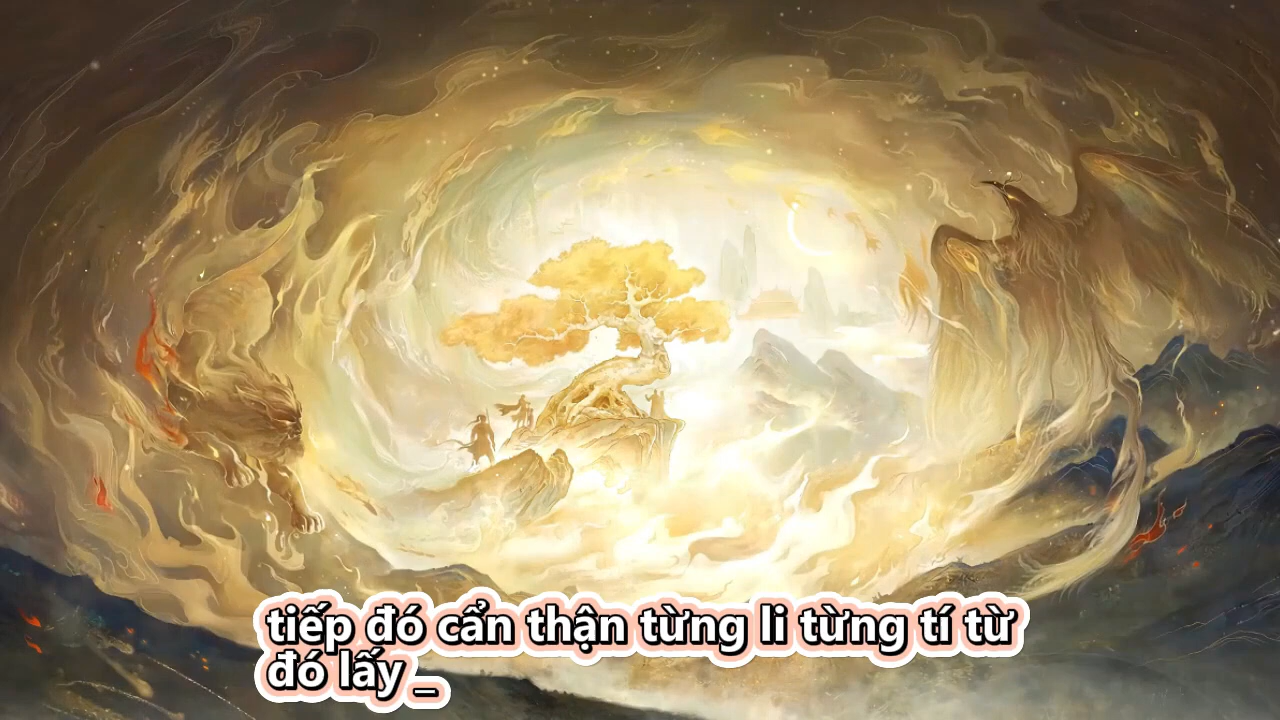 tiếp đó cẩn thận từng li từng tí từ
đó lấy _